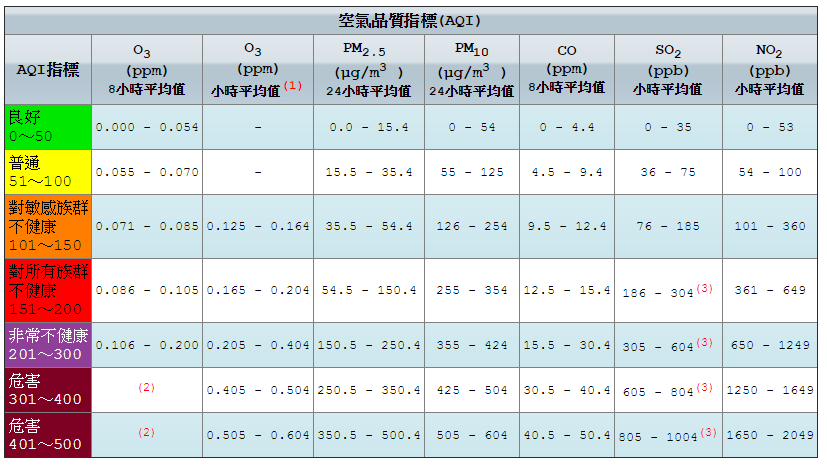 空氣品質指標(AQI)
AQI指標 O3 (ppm) 8小時平均值 O3 (ppm) 小時平均值(1) PM2.5 (μg/m3 ) 24小時平均值 PM10 (μg/m3 ) 24小時平均值 CO (ppm) 8小時平均值 SO2 (ppb) 小時平均值 NO2 (ppb) 小時平均值
良好 0～50 0.000 - 0.054 - 0.0 - 15.4 0 - 54 0 - 4.4 0 - 35 0 - 53
普通 51～100 0.055 - 0.070 - 15.5 - 35.4 55 - 125 4.5 - 9.4 36 - 75 54 - 100
對敏感族群不健康 101～150 0.071 - 0.085 0.125 - 0.164 35.5 - 54.4 126 - 254 9.5 - 12.4 76 - 185 101 - 360
對所有族群不健康 151～200 0.086 - 0.105 0.165 - 0.204 54.5 - 150.4 255 - 354 12.5 - 15.4 186 - 304(3) 361 - 649
非常不健康 201～300 0.106 - 0.200 0.205 - 0.404 150.5 - 250.4 355 - 424 15.5 - 30.4 305 - 604(3) 650 - 1249
危害 301～400 (2) 0.405 - 0.504 250.5 - 350.4 425 - 504 30.5 - 40.4 605 - 804(3) 1250 - 1649
危害 401～500 (2) 0.505 - 0.604 350.5 - 500.4 505 - 604 40.5 - 50.4 805 - 1004(3) 1650 - 2049